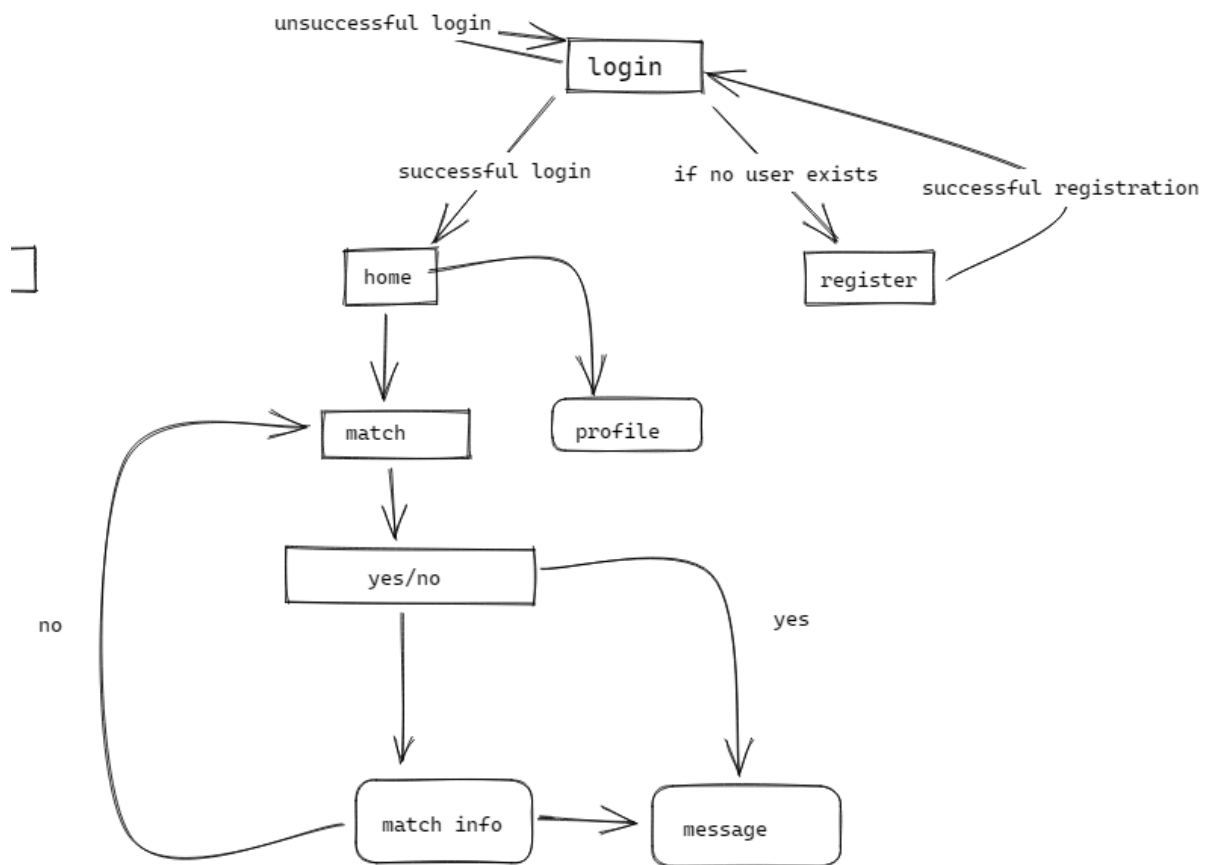 unsuccessful login
login
successful login
if no user exists
successful registration
home
register
match
profile
yes/no
no
yes
match info
message